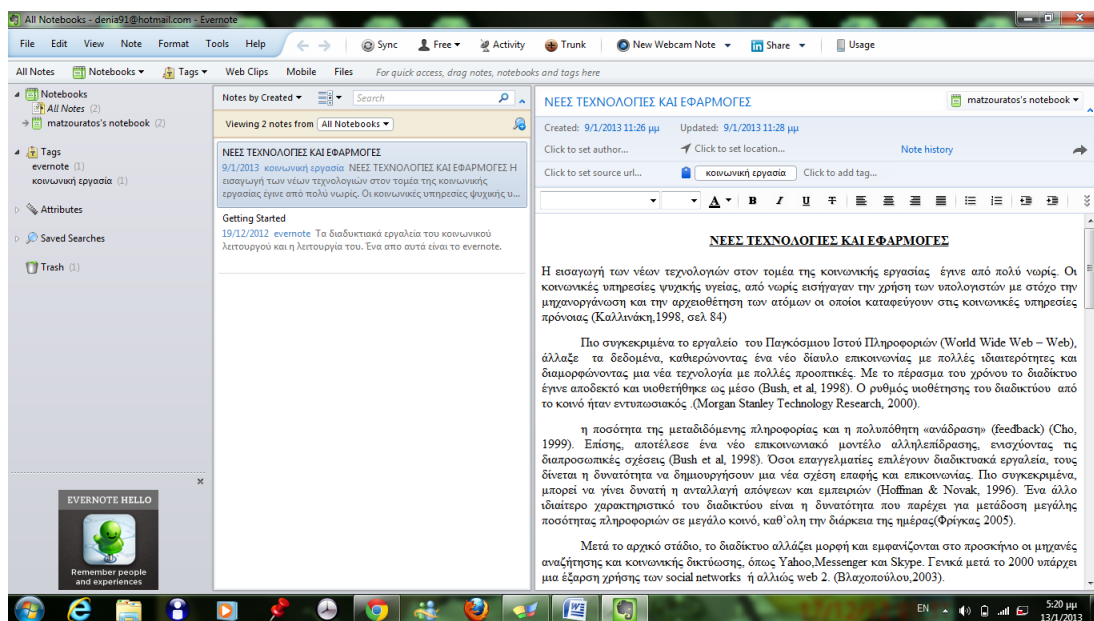 All Notebooks - denia91@hotmail.com - Evernote
File Edit View Note Format Tools Help Sync Free Activity Trunk New Webcam Note Share Usage
All Notes Notebooks Tags Web Clips Mobile Files For quick access, drag notes, notebooks and tags here
Notebooks
All Notes (2)
matzouratos's notebook (2)
Tags
evernote (1)
κοινωνική εργασία (1)
Attributes
Saved Searches
Trash (1)
EVERNOTE HELLO
Remember people
and experiences
Notes by Created Search
Viewing 2 notes from All Notebooks
ΝΕΕΣ ΤΕΧΝΟΛΟΓΙΕΣ ΚΑΙ ΕΦΑΡΜΟΓΕΣ
9/1/2013 κοινωνική εργασία ΝΕΕΣ ΤΕΧΝΟΛΟΓΙΕΣ ΚΑΙ ΕΦΑΡΜΟΓΕΣ Η
εισαγωγή των νέων τεχνολογιών στον τομέα της κοινωνικής
εργασίας έγινε από πολύ νωρίς. Οι κοινωνικές υπηρεσίες ψυχικής υ...
Getting Started
19/12/2012 evernote Τα διαδυκτιακά εργαλεία του κοινωνικού
λειτουργού και η λειτουργία του. Ένα απο αυτά είναι το evernote.
ΝΕΕΣ ΤΕΧΝΟΛΟΓΙΕΣ ΚΑΙ ΕΦΑΡΜΟΓΕΣ matzouratos's notebook
Created: 9/1/2013 11:26 μμ Updated: 9/1/2013 11:28 μμ
Click to set author... Click to set location... Note history
Click to set source url... κοινωνική εργασία Click to add tag...
A B I U T
ΝΕΕΣ ΤΕΧΝΟΛΟΓΙΕΣ ΚΑΙ ΕΦΑΡΜΟΓΕΣ
Η εισαγωγή των νέων τεχνολογιών στον τομέα της κοινωνικής εργασίας έγινε από πολύ νωρίς. Οι
κοινωνικές υπηρεσίες ψυχικής υγείας, από νωρίς εισήγαγαν την χρήση των υπολογιστών με στόχο την
μηχανοργάνωση και την αρχειοθέτηση των ατόμων οι οποίοι καταφεύγουν στις κοινωνικές υπηρεσίες
πρόνοιας (Καλλινάκη,1998, σελ 84)
Πιο συγκεκριμένα το εργαλείο του Παγκόσμιου Ιστού Πληροφοριών (World Wide Web – Web),
άλλαξε τα δεδομένα, καθιερώνοντας ένα νέο δίαυλο επικοινωνίας με πολλές ιδιαιτερότητες και
διαμορφώνοντας μια νέα τεχνολογία με πολλές προοπτικές. Με το πέρασμα του χρόνου το διαδίκτυο
έγινε αποδεκτό και υιοθετήθηκε ως μέσο (Bush, et al, 1998). Ο ρυθμός υιοθέτησης του διαδικτύου από
το κοινό ήταν εντυπωσιακός .(Morgan Stanley Technology Research, 2000).
η ποσότητα της μεταδιδόμενης πληροφορίας και η πολυπόθητη «ανάδραση» (feedback) (Cho,
1999). Επίσης, αποτέλεσε ένα νέο επικοινωνιακό μοντέλο αλληλεπίδρασης, ενισχύοντας τις
διαπροσωπικές σχέσεις (Bush et al, 1998). Όσοι επαγγελματίες επιλέγουν διαδικτυακά εργαλεία, τους
δίνεται η δυνατότητα να δημιουργήσουν μια νέα σχέση επαφής και επικοινωνίας. Πιο συγκεκριμένα,
μπορεί να γίνει δυνατή η ανταλλαγή απόψεων και εμπειριών (Hoffman & Novak, 1996). Ένα άλλο
ιδιαίτερο χαρακτηριστικό του διαδικτύου είναι η δυνατότητα που παρέχει για μετάδοση μεγάλης
ποσότητας πληροφοριών σε μεγάλο κοινό, καθ΄ολη την διάρκεια της ημέρας(Φρίγκας 2005).
Μετά το αρχικό στάδιο, το διαδίκτυο αλλάζει μορφή και εμφανίζονται στο προσκήνιο οι μηχανές
αναζήτησης και κοινωνικής δικτύωσης, όπως Yahoo,Messenger και Skype. Γενικά μετά το 2000 υπάρχει
μια έξαρση χρήσης των social networks ή αλλιώς web 2. (Βλαχοπούλου,2003).
EN 5:20 μμ
13/1/2013